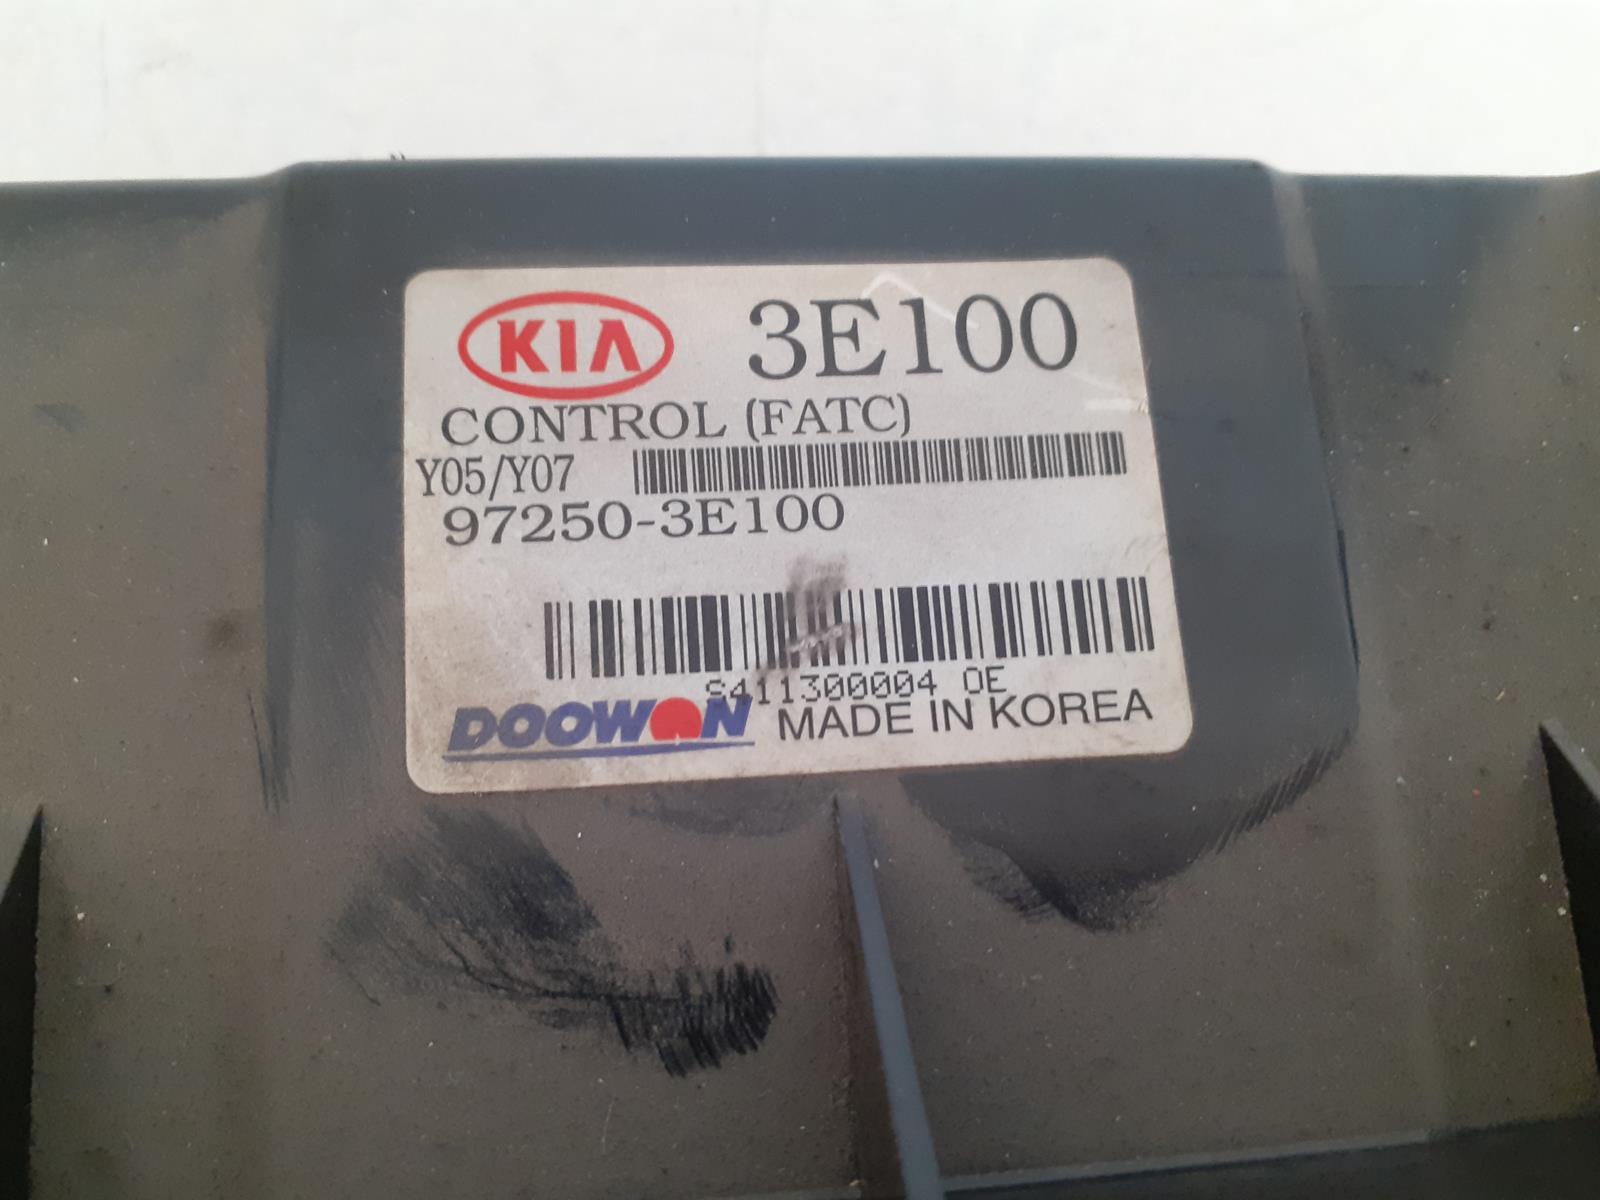 KIA 3E100
CONTROL (FATC)
Y05/Y07
97250-3E100
S411300004 0E
DOOWON MADE IN KOREA